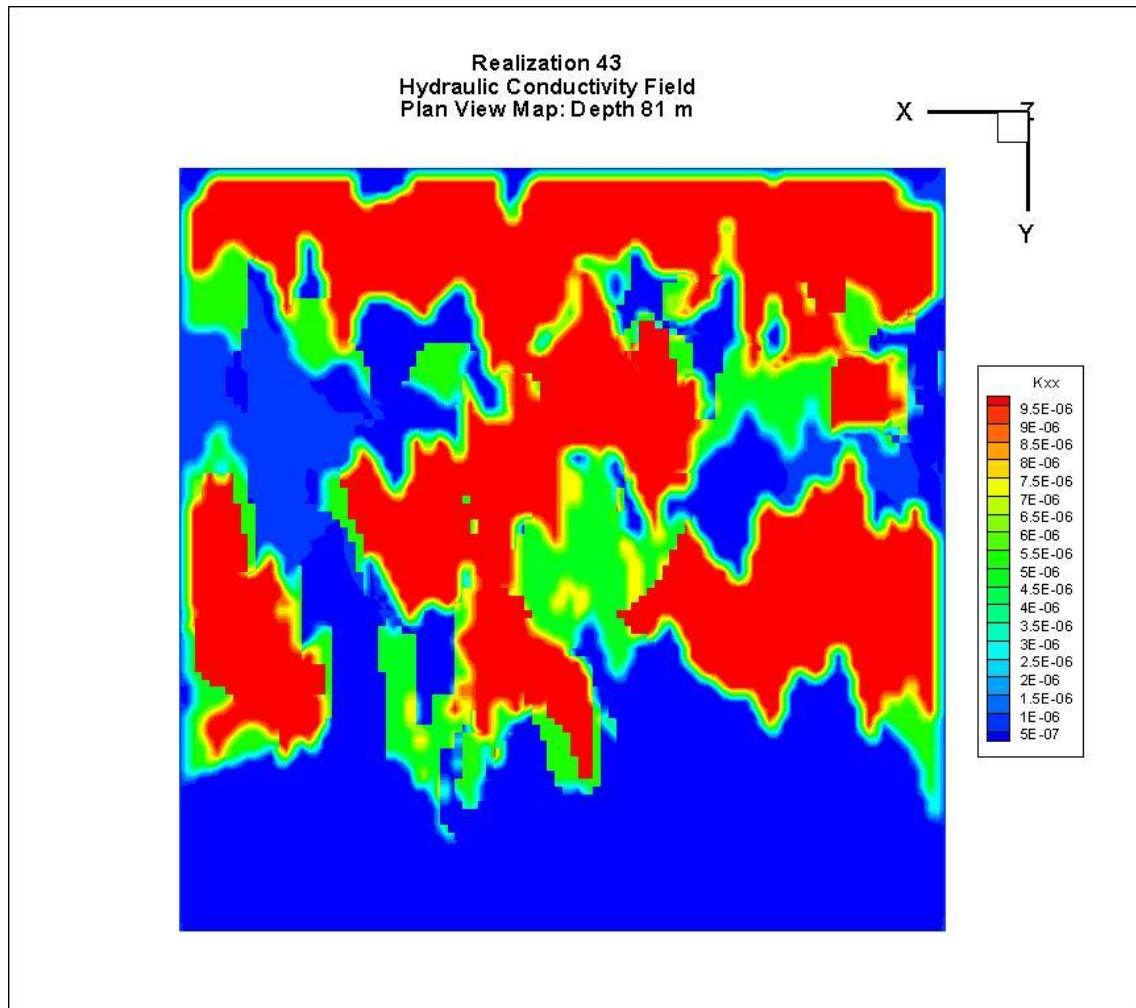 Realization 43
Hydraulic Conductivity Field
Plan View Map: Depth 81 m
X
Z
Y
Kxx
9.5E-06
9E-06
8.5E-06
8E-06
7.5E-06
7E-06
6.5E-06
6E-06
5.5E-06
5E-06
4.5E-06
4E-06
3.5E-06
3E-06
2.5E-06
2E-06
1.5E-06
1E-06
5E-07